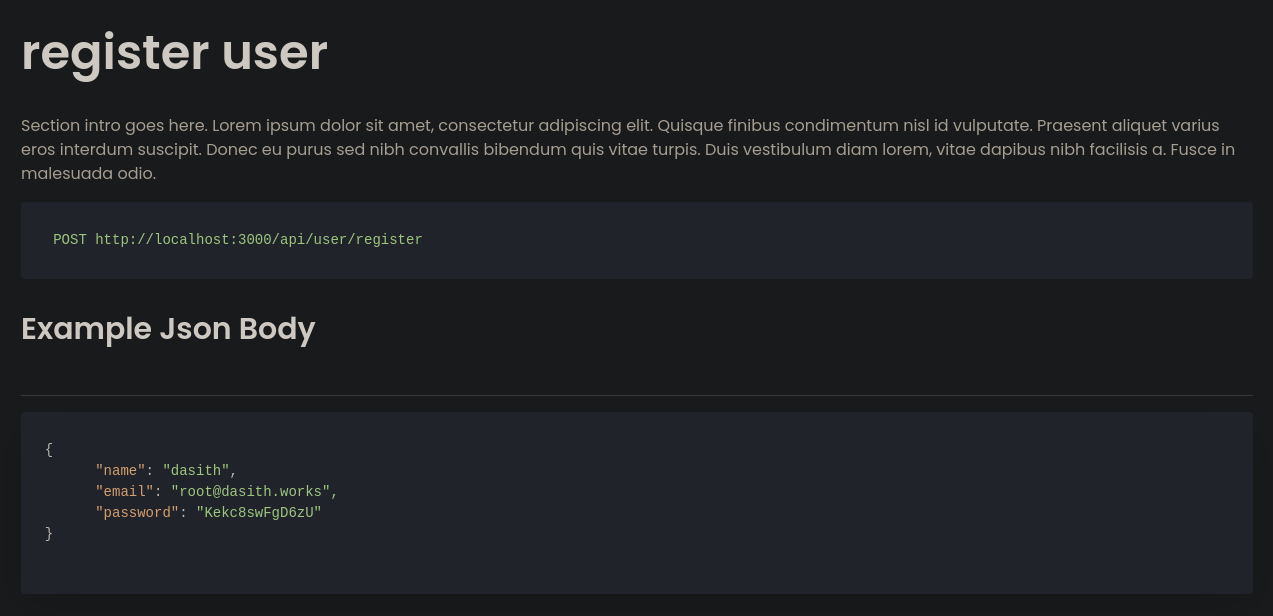 register user
Section intro goes here. Lorem ipsum dolor sit amet, consectetur adipiscing elit. Quisque finibus condimentum nisl id vulputate. Praesent aliquet varius
eros interdum suscipit. Donec eu purus sed nibh convallis bibendum quis vitae turpis. Duis vestibulum diam lorem, vitae dapibus nibh facilisis a. Fusce in
malesuada odio.
POST http://localhost:3000/api/user/register
Example Json Body
{
"name": "dasith",
"email": "root@dasith.works",
"password": "Kekc8swFgD6zU"
}